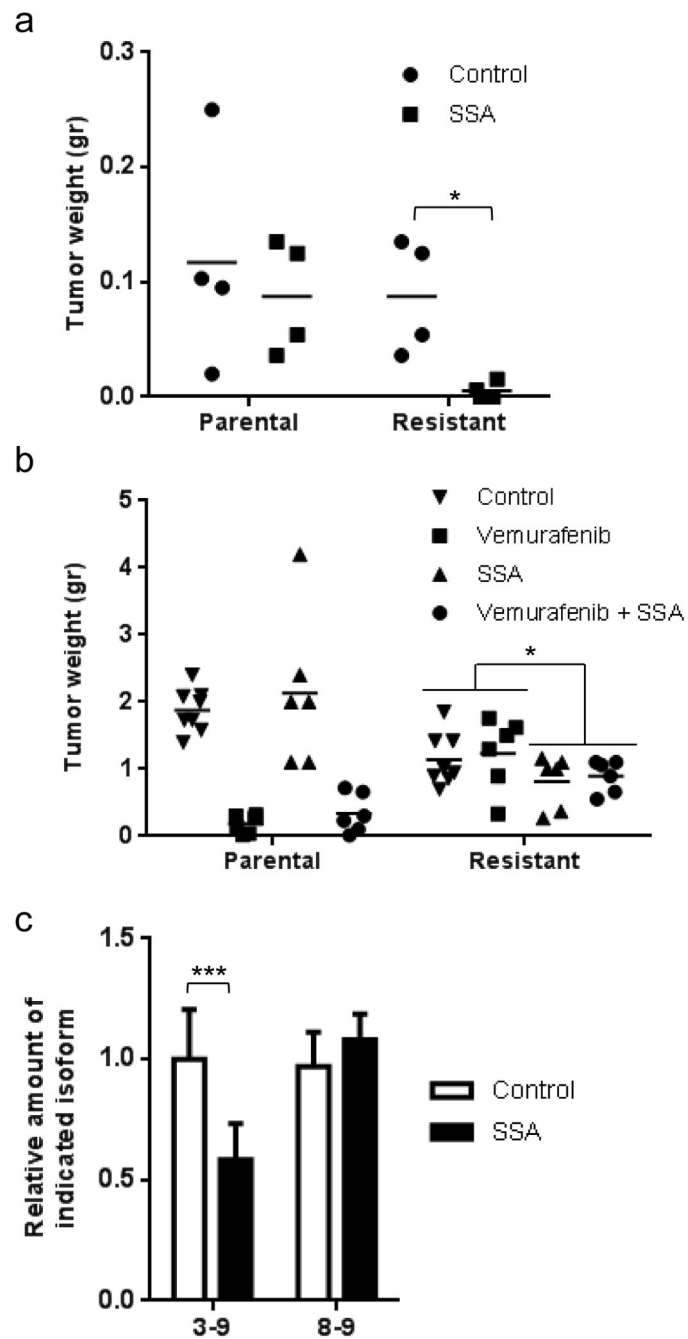 a
Tumor weight (gr)
0.3
0.2
0.1
0.0
Control
SSA
*
Parental
Resistant
b
Tumor weight (gr)
5
4
3
2
1
0
Control
Vemurafenib
SSA
Vemurafenib + SSA
*
Parental
Resistant
c
Relative amount of
indicated isoform
1.5
1.0
0.5
0.0
***
Control
SSA
3-9
8-9